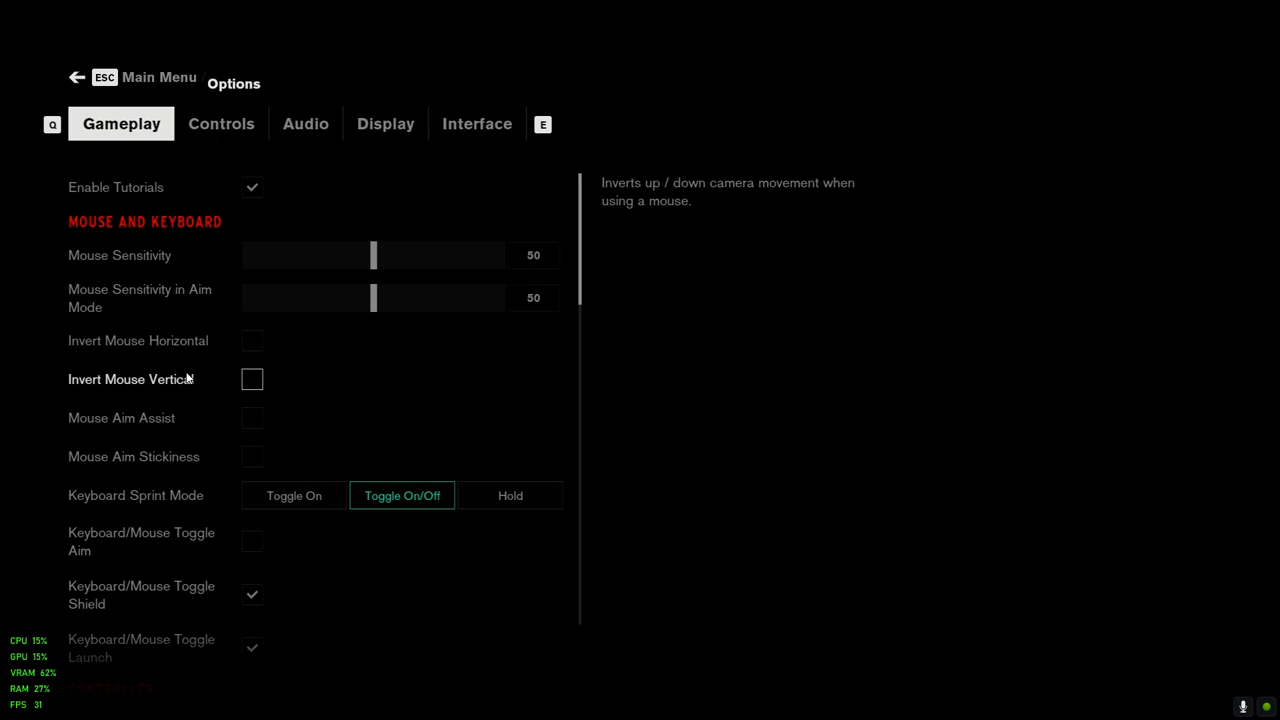 ESC Main Menu / Options
Q Gameplay Controls Audio Display Interface E
Enable Tutorials
Inverts up / down camera movement when
using a mouse.
MOUSE AND KEYBOARD
Mouse Sensitivity 50
Mouse Sensitivity in Aim
Mode 50
Invert Mouse Horizontal
Invert Mouse Vertical
Mouse Aim Assist
Mouse Aim Stickiness
Keyboard Sprint Mode Toggle On Toggle On/Off Hold
Keyboard/Mouse Toggle
Aim
Keyboard/Mouse Toggle
Shield
Keyboard/Mouse Toggle
Launch
CONTROLLER
CPU 15%
GPU 15%
VRAM 62%
RAM 27%
FPS 31